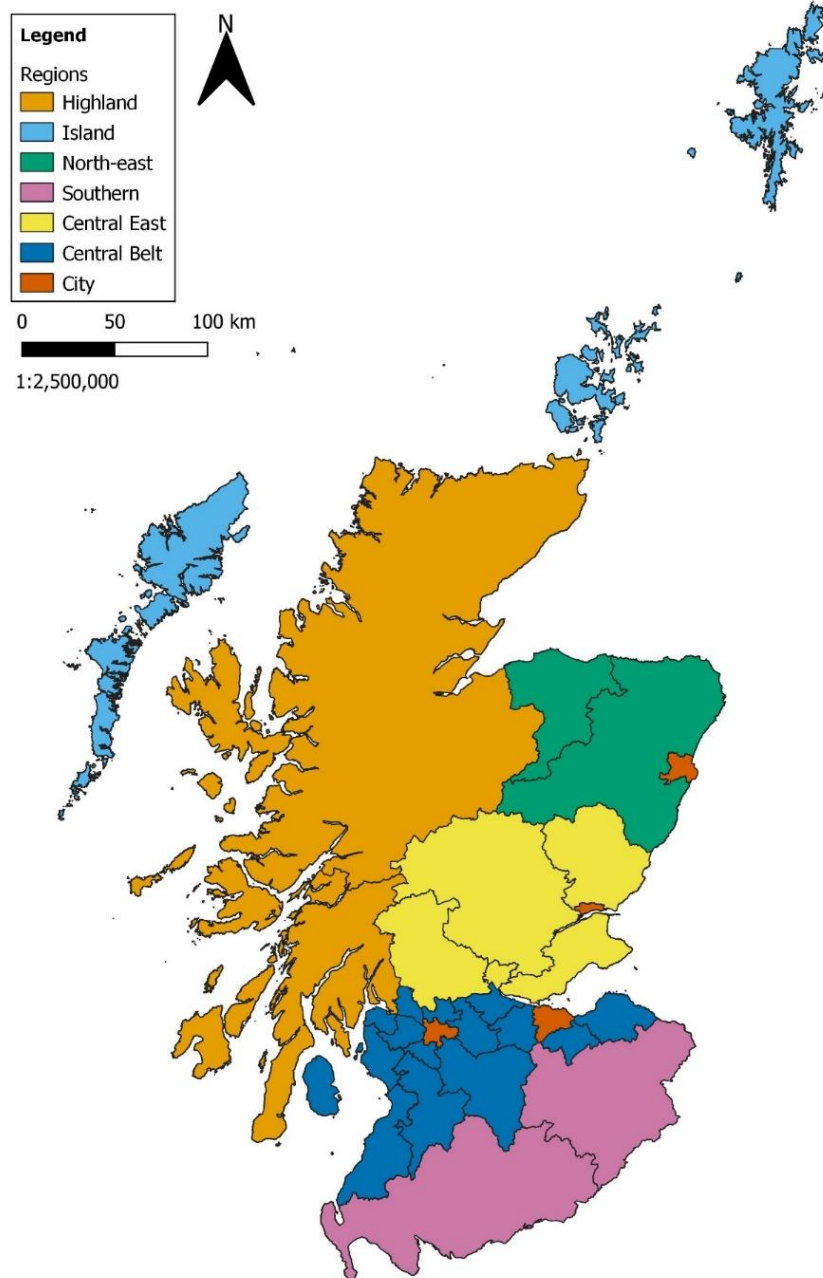 Legend
N
Regions
Highland
Island
North-east
Southern
Central East
Central Belt
City
0 50 100 km
1:2,500,000